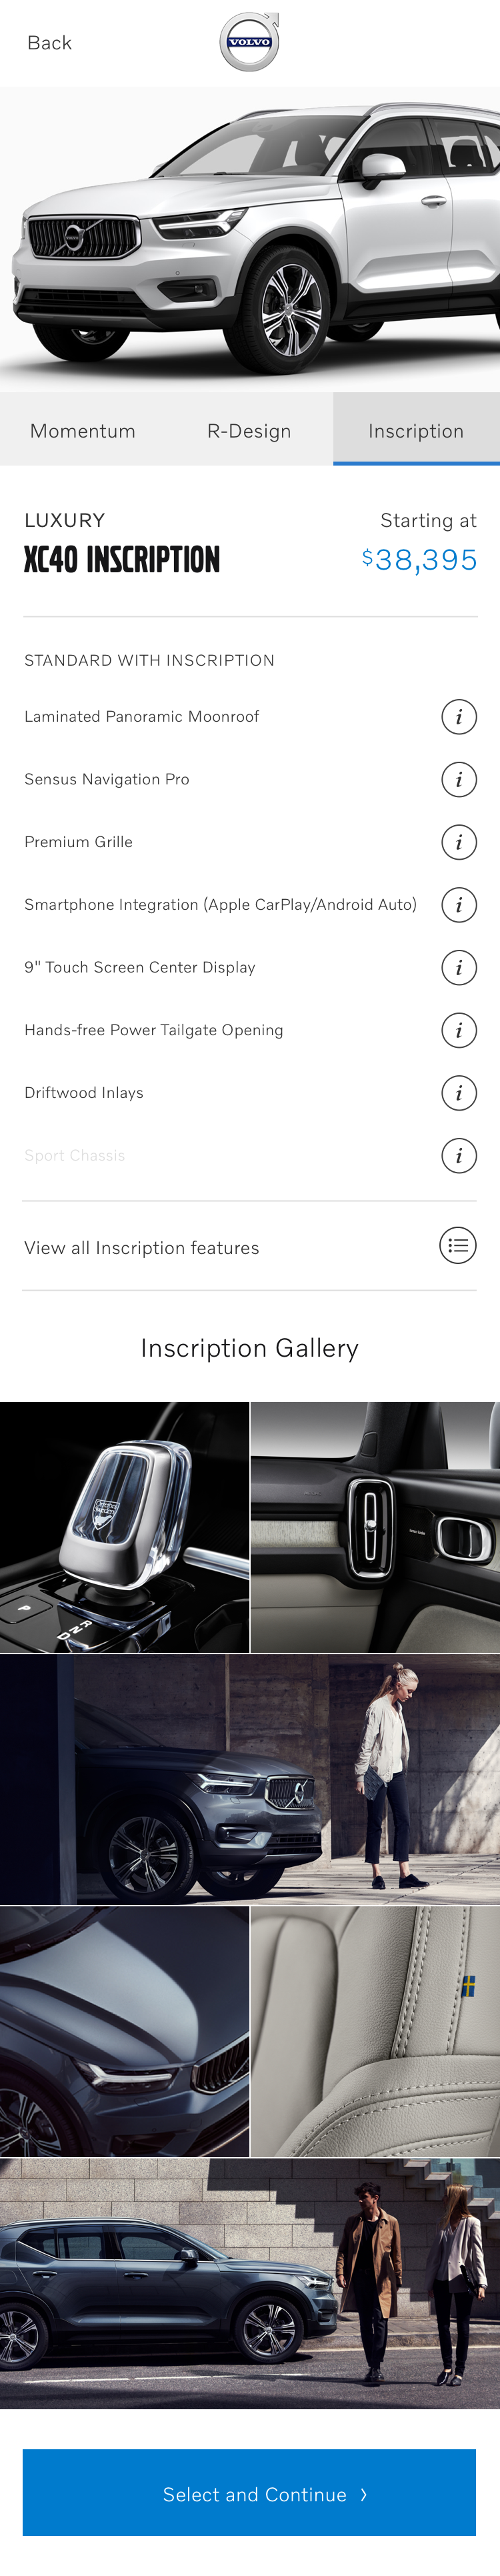 Back
VOLVO
Momentum
R-Design
Inscription
LUXURY
Starting at
XC40 INSCRIPTION
$38,395
STANDARD WITH INSCRIPTION
Laminated Panoramic Moonroof
i
Sensus Navigation Pro
i
Premium Grille
i
Smartphone Integration (Apple CarPlay/Android Auto)
i
9" Touch Screen Center Display
i
Hands-free Power Tailgate Opening
i
Driftwood Inlays
i
Sport Chassis
i
View all Inscription features
Inscription Gallery
P
R N D
Select and Continue